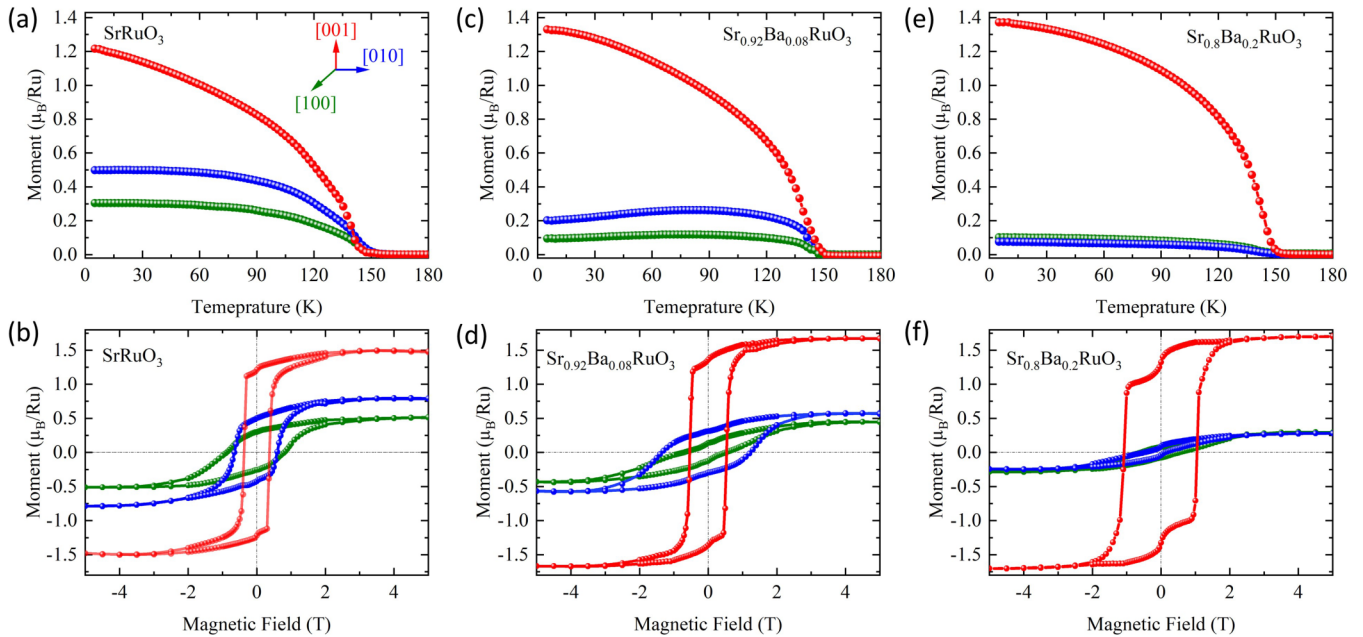 (a)
SrRuO3
[001]
[010]
[100]
Moment (μB/Ru)
1.4
1.2
1.0
0.8
0.6
0.4
0.2
0.0
0 30 60 90 120 150 180
Temeprature (K)
(c)
Sr0.92Ba0.08RuO3
Moment (μB/Ru)
1.4
1.2
1.0
0.8
0.6
0.4
0.2
0.0
0 30 60 90 120 150 180
Temeprature (K)
(e)
Sr0.8Ba0.2RuO3
Moment (μB/Ru)
1.4
1.2
1.0
0.8
0.6
0.4
0.2
0.0
0 30 60 90 120 150 180
Temeprature (K)
(b)
SrRuO3
Moment (μB/Ru)
1.5
1.0
0.5
0.0
-0.5
-1.0
-1.5
-4 -2 0 2 4
Magnetic Field (T)
(d)
Sr0.92Ba0.08RuO3
Moment (μB/Ru)
1.5
1.0
0.5
0.0
-0.5
-1.0
-1.5
-4 -2 0 2 4
Magnetic Field (T)
(f)
Sr0.8Ba0.2RuO3
Moment (μB/Ru)
1.5
1.0
0.5
0.0
-0.5
-1.0
-1.5
-4 -2 0 2 4
Magnetic Field (T)